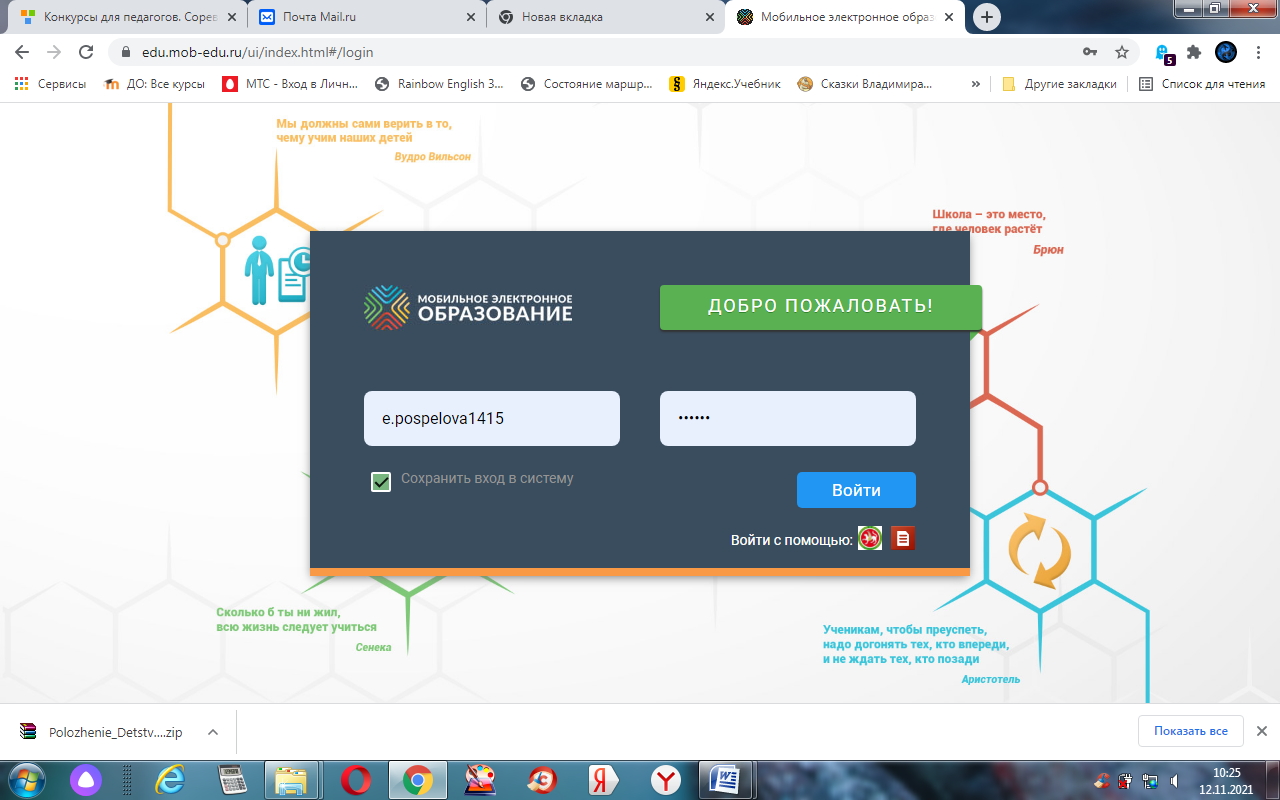 Конкурсы для педагогов. Сорев
Почта Mail.ru
Новая вкладка
Мобильное электронное образ
edu.mob-edu.ru/ui/index.html#/login
5
Сервисы
ДО: Все курсы
МТС - Вход в Личн...
Rainbow English 3...
Состояние маршр...
Яндекс.Учебник
Сказки Владимира...
»
Другие закладки
Список для чтения
Мы должны сами верить в то,
чему учим наших детей
Вудро Вильсон
Школа – это место,
где человек растёт
Брюн
МОБИЛЬНОЕ ЭЛЕКТРОННОЕ
ОБРАЗОВАНИЕ
ДОБРО ПОЖАЛОВАТЬ!
e.pospelova1415
••••••
Сохранить вход в систему
Войти
Войти с помощью:
Сколько б ты ни жил,
всю жизнь следует учиться
Сенека
Ученикам, чтобы преуспеть,
надо догонять тех, кто впереди,
и не ждать тех, кто позади
Аристотель
Polozhenie_Detstv....zip
Показать все
10:25
12.11.2021